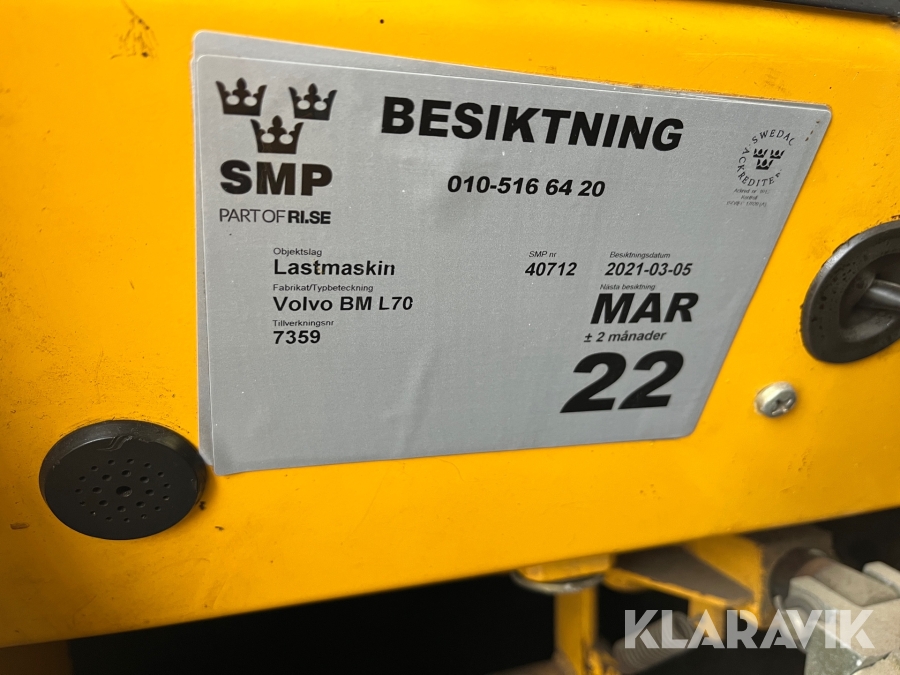 BESIKTNING
SMP
PART OF RI.SE
010-516 64 20
SWEDAC
ACKREDITER
Objektslag
Lastmaskin
Fabrikat/Typbeteckning
Volvo BM L70
Tillverkningsnr
7359
SMP nr
40712
Besiktningsdatum
2021-03-05
Nästa besiktning
MAR
± 2 månader
22
KLARAVIK